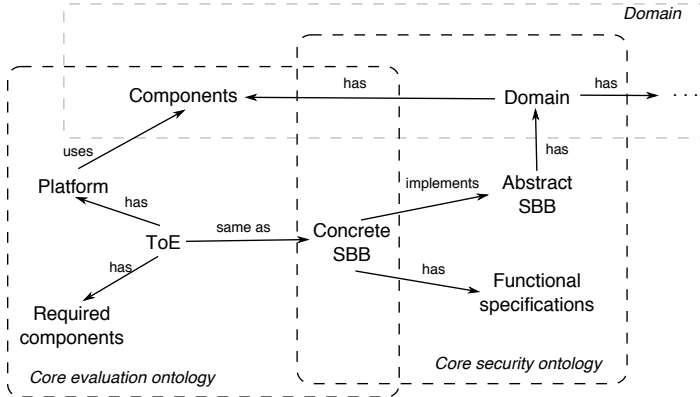 Domain
has
Components
Domain
has
. . .
uses
has
Platform
implements
Abstract
SBB
has
ToE
same as
Concrete
SBB
has
has
Functional
specifications
Required
components
Core evaluation ontology
Core security ontology